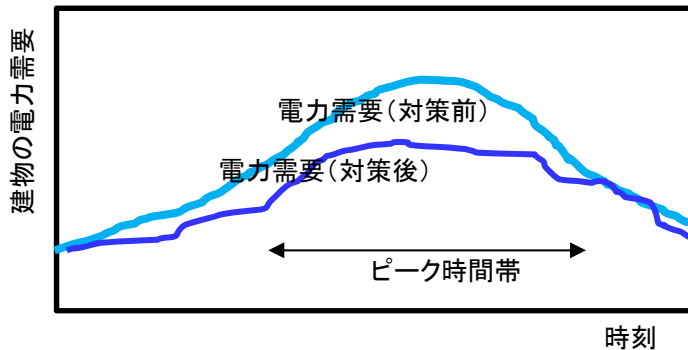 建物の電力需要
電力需要（対策前）
電力需要（対策後）
ピーク時間帯
時刻